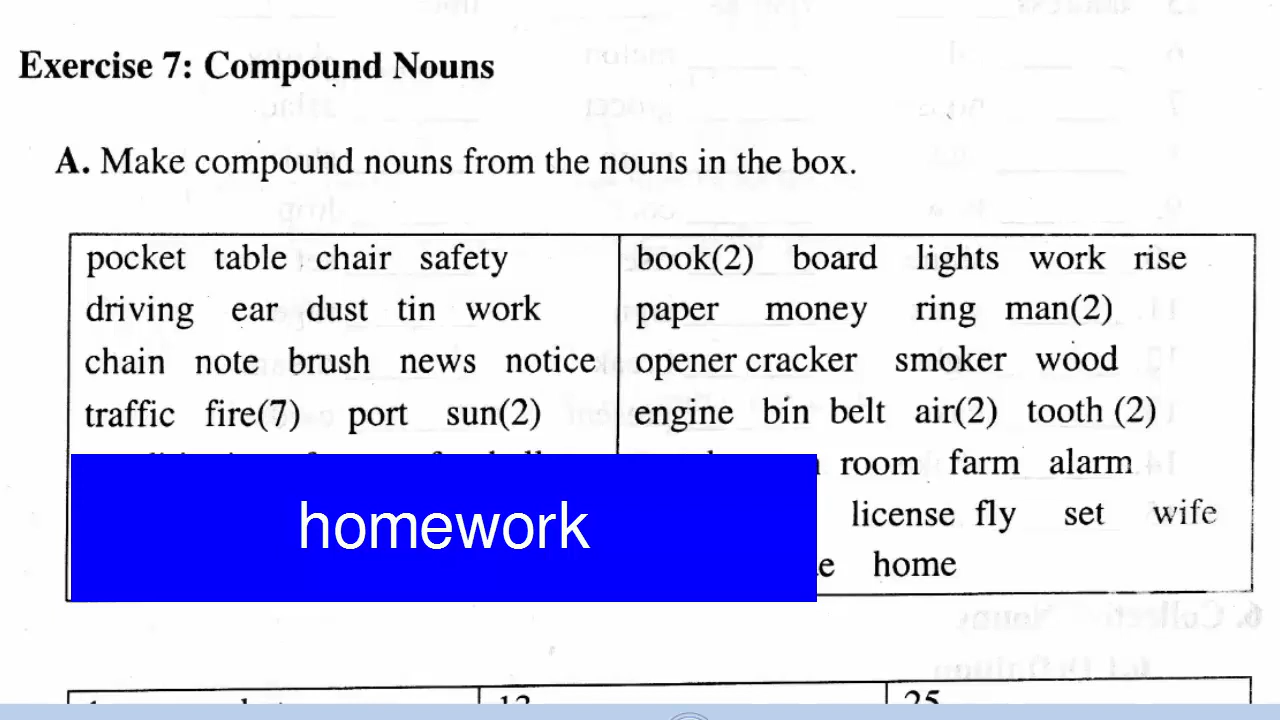 Exercise 7: Compound Nouns
A. Make compound nouns from the nouns in the box.
pocket table chair safety
driving ear dust tin work
chain note brush news notice
traffic fire(7) port sun(2)
book(2) board lights work rise
paper money ring man(2)
opener cracker smoker wood
engine bin belt air(2) tooth (2)
room farm alarm
license fly set wife
home
homework
25